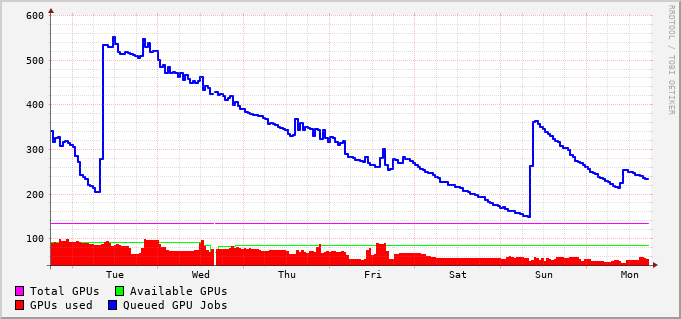 600
500
400
300
200
100
Tue Wed Thu Fri Sat Sun Mon
Total GPUs Available GPUs
GPUs used Queued GPU Jobs
RRDTOOL / TOBI OETIKER